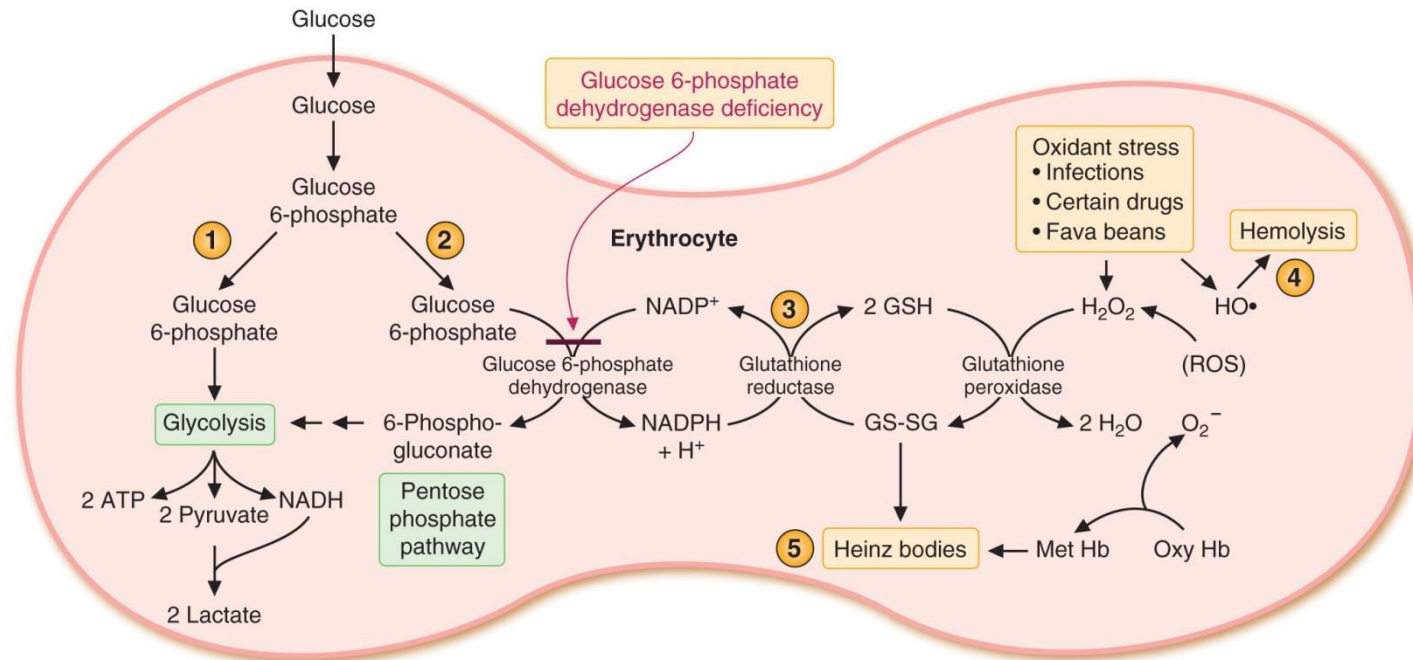 Glucose
Glucose
Glucose
6-phosphate
1
2
Glucose
6-phosphate
Glycolysis
2 ATP
2 Pyruvate
NADH
2 Lactate
Glucose
6-phosphate
Glucose 6-phosphate
dehydrogenase deficiency
Erythrocyte
NADP⁺
Glucose 6-phosphate
dehydrogenase
6-Phospho-
gluconate
NADPH
+ H⁺
Pentose
phosphate
pathway
3
2 GSH
Glutathione
reductase
GS-SG
Glutathione
peroxidase
Oxidant stress
• Infections
• Certain drugs
• Fava beans
Hemolysis
4
H₂O₂
HO•
(ROS)
2 H₂O
O₂⁻
5
Heinz bodies
Met Hb
Oxy Hb